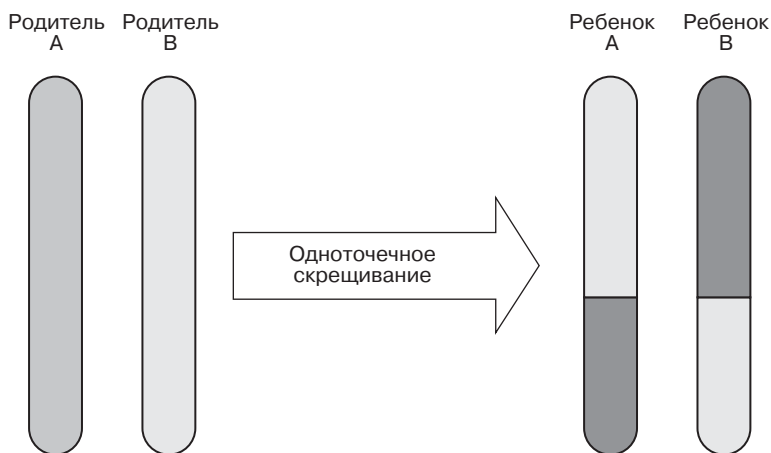 Родитель
А
Родитель
В
Ребенок
А
Ребенок
В
Одноточечное
скрещивание